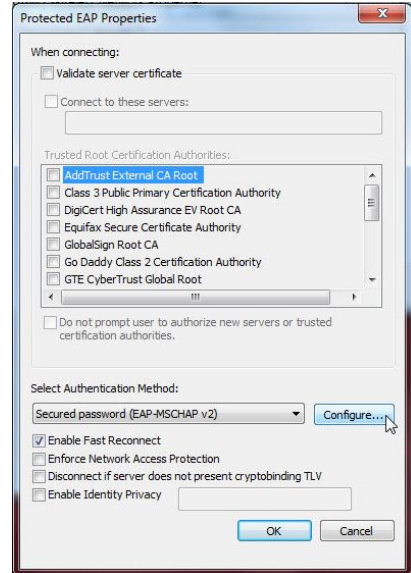 Protected EAP Properties
When connecting:
Validate server certificate
Connect to these servers:
Trusted Root Certification Authorities:
AddTrust External CA Root
Class 3 Public Primary Certification Authority
DigiCert High Assurance EV Root CA
Equifax Secure Certificate Authority
GlobalSign Root CA
Go Daddy Class 2 Certification Authority
GTE CyberTrust Global Root
Do not prompt user to authorize new servers or trusted
certification authorities.
Select Authentication Method:
Secured password (EAP-MSCHAP v2) Configure...
Enable Fast Reconnect
Enforce Network Access Protection
Disconnect if server does not present cryptobinding TLV
Enable Identity Privacy
OK Cancel